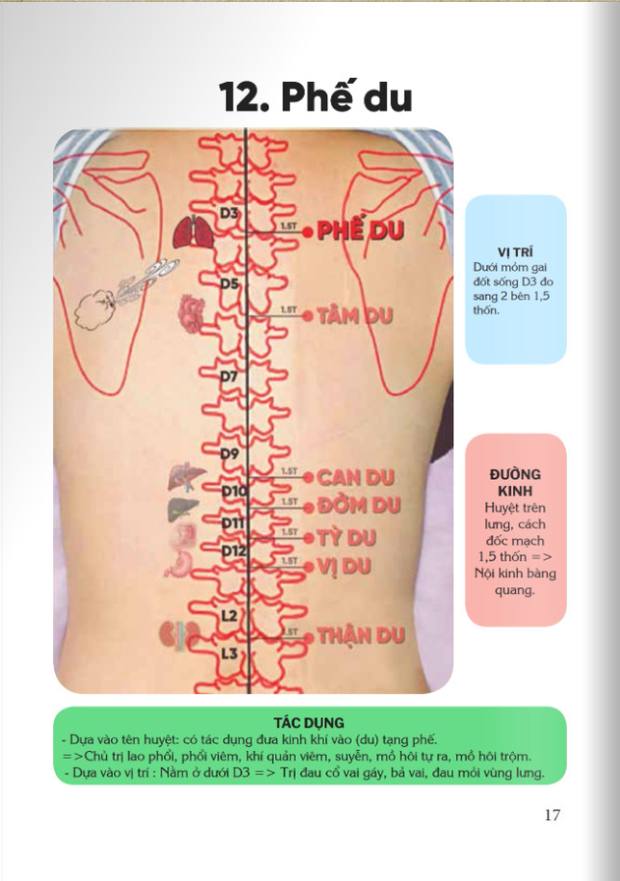 12. Phế du
D3
1.5T
PHẾ DU
D5
1.5T
TÂM DU
D7
D9
1.5T
CAN DU
D10
1.5T
ĐỞM DU
D11
1.5T
TỲ DU
D12
1.5T
VỊ DU
L2
1.5T
THẬN DU
L3
VỊ TRÍ
Dưới mỏm gai
đốt sống D3 đo
sang 2 bên 1,5
thốn.
ĐƯỜNG
KINH
Huyệt trên
lưng, cách
đốc mạch
1,5 thốn =>
Nội kinh bàng
quang.
TÁC DỤNG
- Dựa vào tên huyệt: có tác dụng đưa kinh khí vào (du) tạng phế.
=>Chủ trị lao phổi, phổi viêm, khí quản viêm, suyễn, mồ hôi tự ra, mồ hôi trộm.
- Dựa vào vị trí : Nằm ở dưới D3 => Trị đau cổ vai gáy, bả vai, đau mỏi vùng lưng.
17